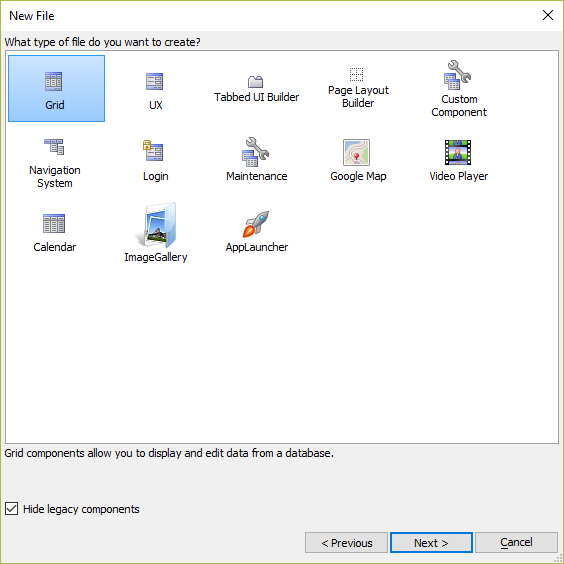 New File
What type of file do you want to create?
Grid
UX
Tabbed UI Builder
Page Layout
Builder
Custom
Component
Navigation
System
Login
Maintenance
Google Map
Video Player
Calendar
ImageGallery
AppLauncher
Grid components allow you to display and edit data from a database.
Hide legacy components
< Previous
Next >
Cancel